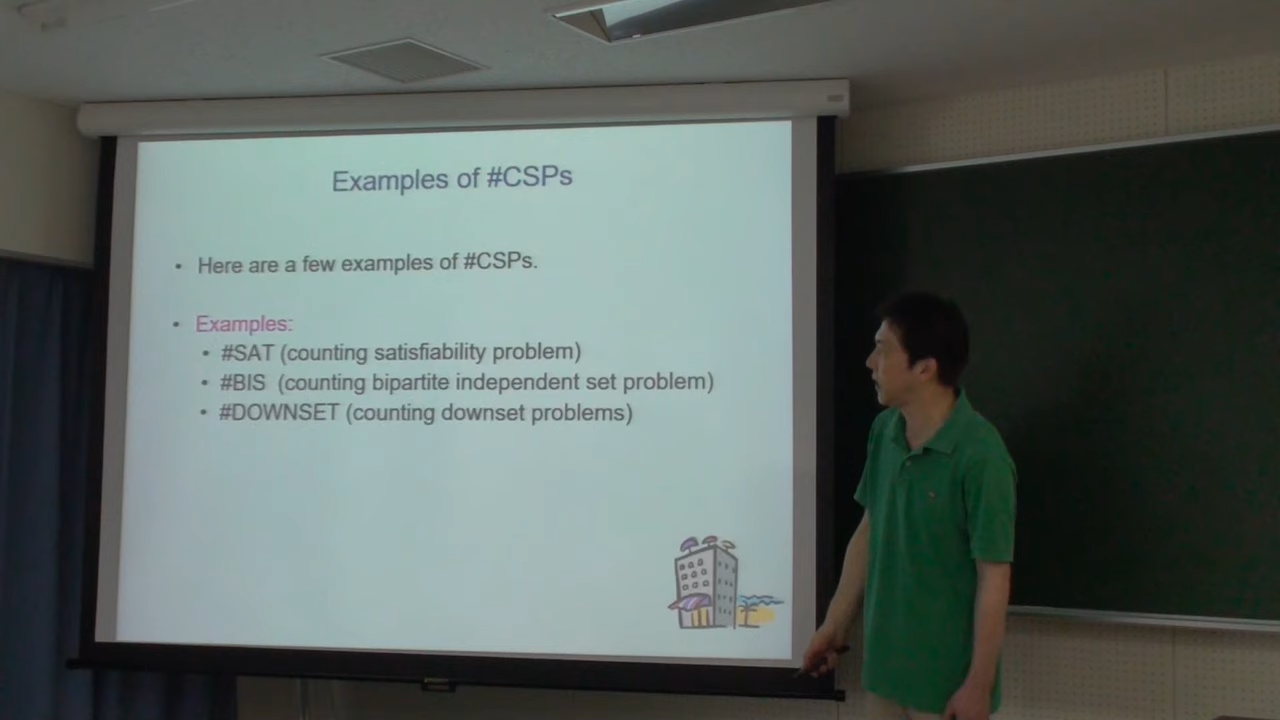 Examples of #CSPs
• Here are a few examples of #CSPs.
• Examples:
• #SAT (counting satisfiability problem)
• #BIS (counting bipartite independent set problem)
• #DOWNSET (counting downset problems)